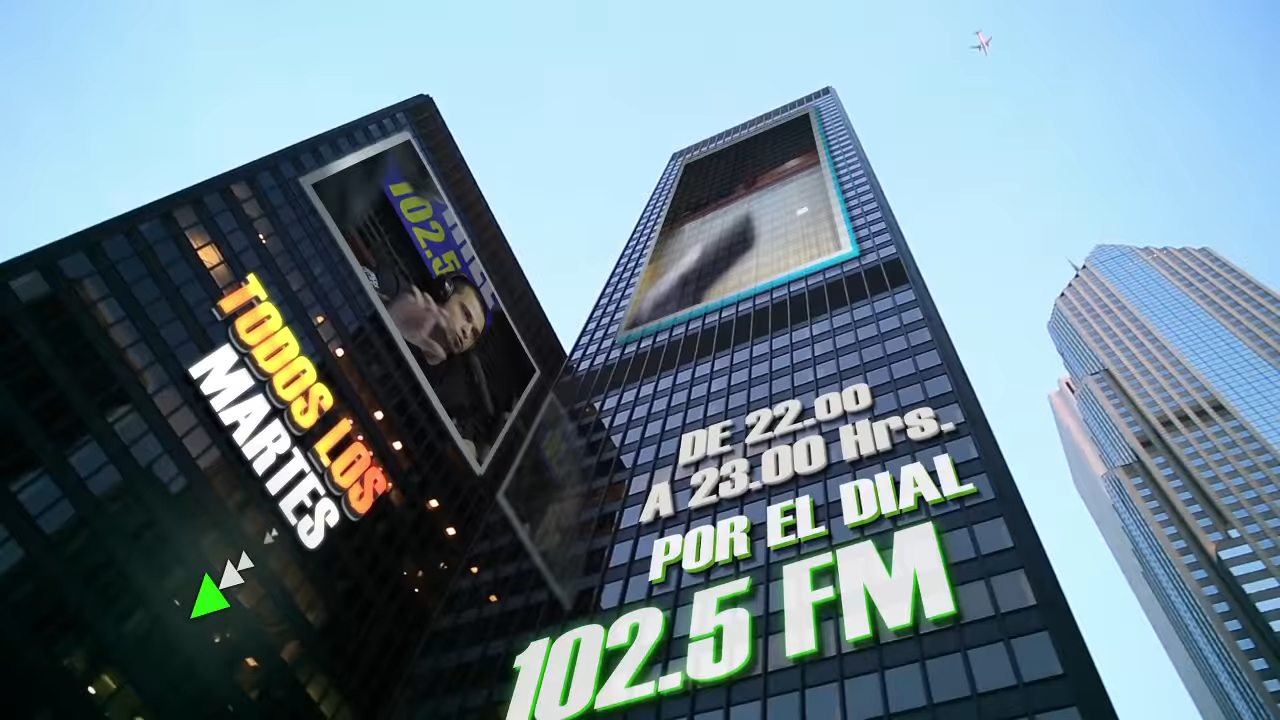 TODOS LOS
MARTES
102.5
DE 22.00
A 23.00 Hrs.
POR EL DIAL
102.5 FM